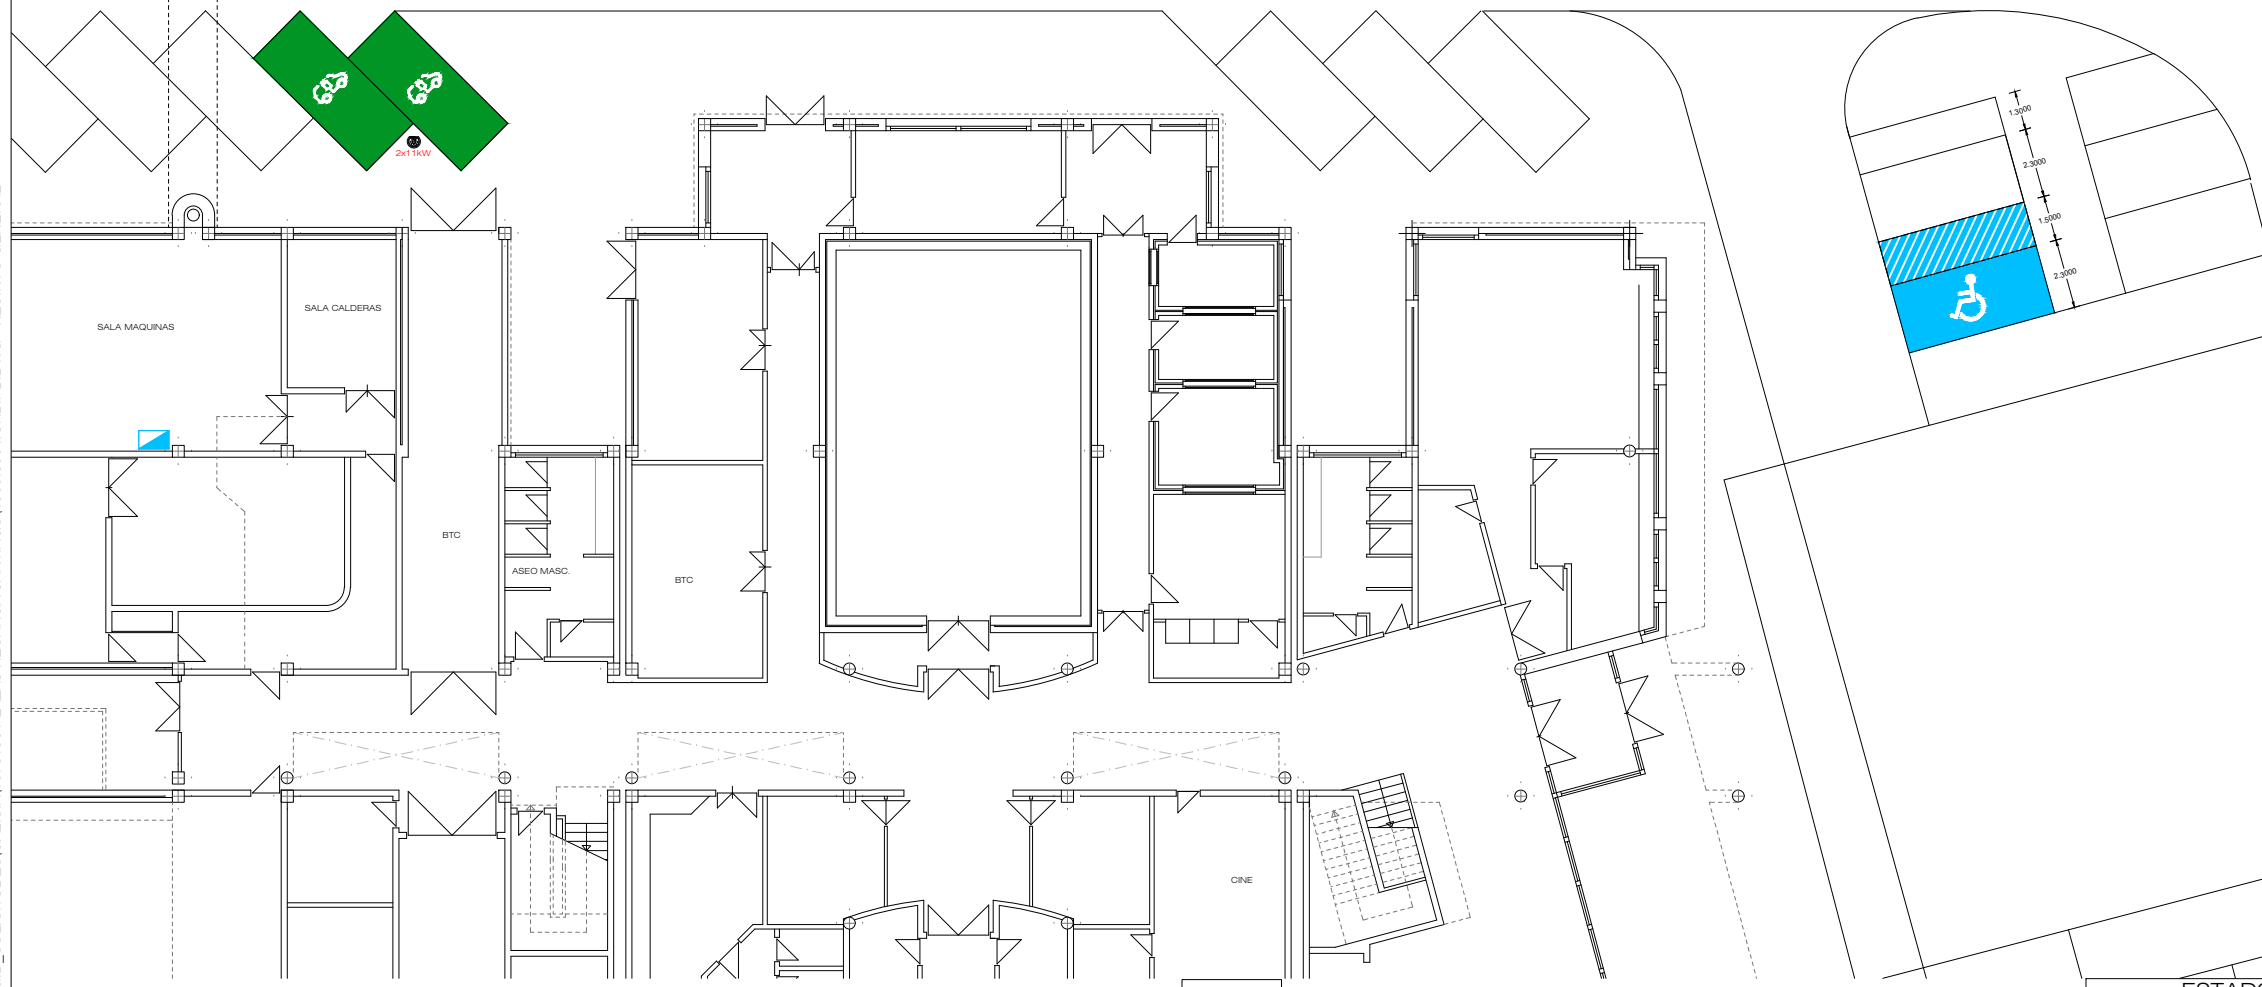 2x11kW
1.3000
2.3000
1.5000
2.3000
SALA CALDERAS
SALA MAQUINAS
BTC
ASEO MASC.
BTC
CINE